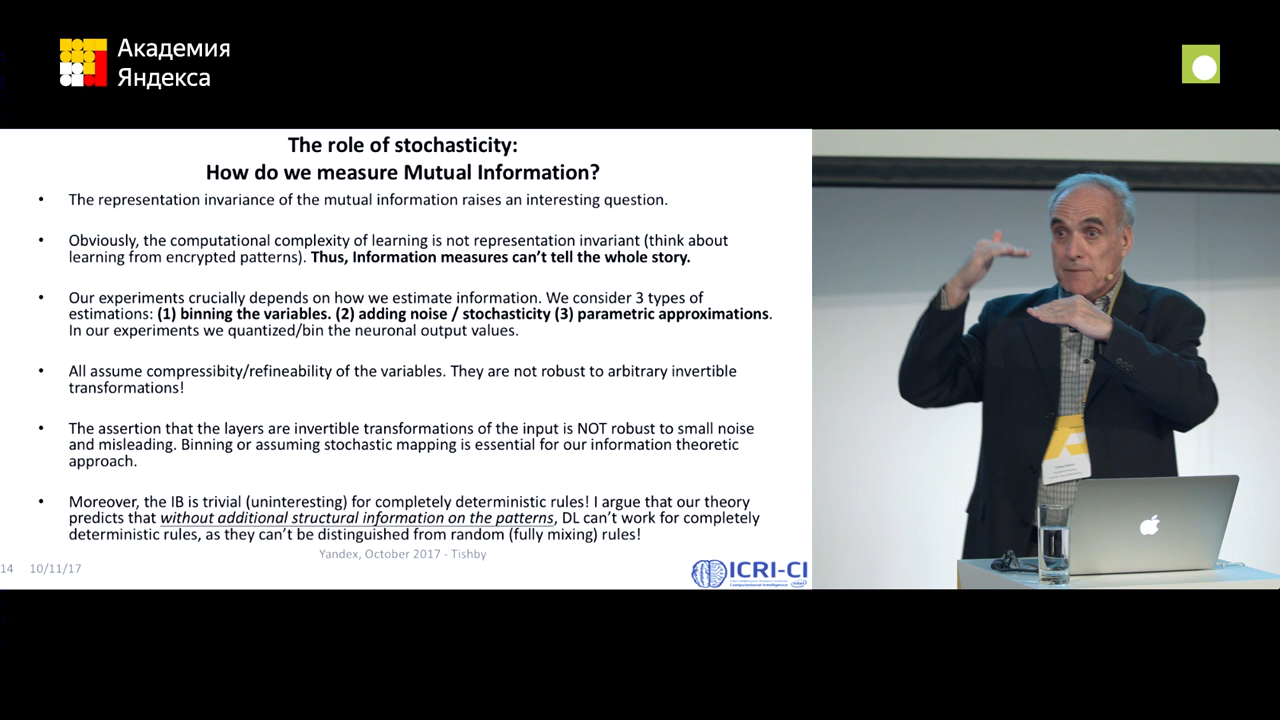 Академия
Яндекса
The role of stochasticity:
How do we measure Mutual Information?
• The representation invariance of the mutual information raises an interesting question.
• Obviously, the computational complexity of learning is not representation invariant (think about
learning from encrypted patterns). Thus, Information measures can't tell the whole story.
• Our experiments crucially depends on how we estimate information. We consider 3 types of
estimations: (1) binning the variables. (2) adding noise / stochasticity (3) parametric approximations.
In our experiments we quantized/bin the neuronal output values.
• All assume compressibity/refineability of the variables. They are not robust to arbitrary invertible
transformations!
• The assertion that the layers are invertible transformations of the input is NOT robust to small noise
and misleading. Binning or assuming stochastic mapping is essential for our information theoretic
approach.
• Moreover, the IB is trivial (uninteresting) for completely deterministic rules! I argue that our theory
predicts that without additional structural information on the patterns, DL can't work for completely
deterministic rules, as they can't be distinguished from random (fully mixing) rules!
Yandex, October 2017 - Tishby
14 10/11/17
ICRI-CI